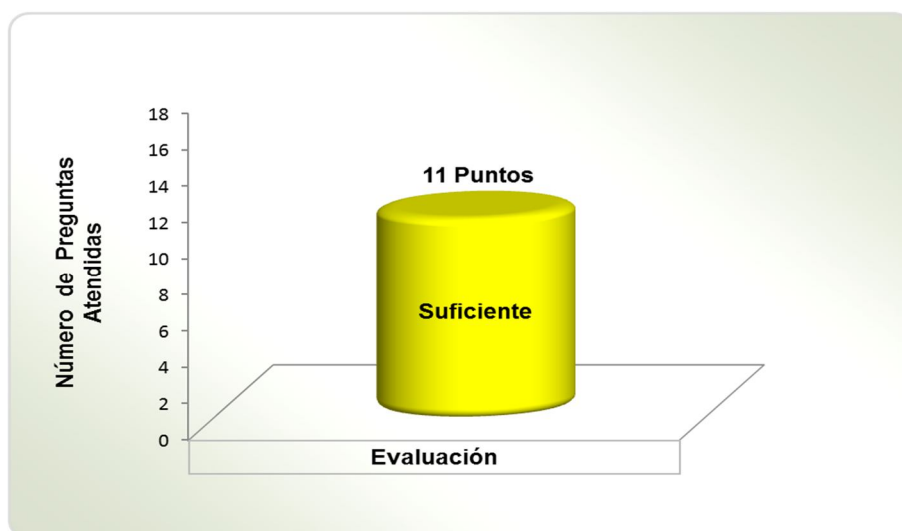 18
16
14
12
10
8
6
4
2
0
Número de Preguntas
Atendidas
11 Puntos
Suficiente
Evaluación